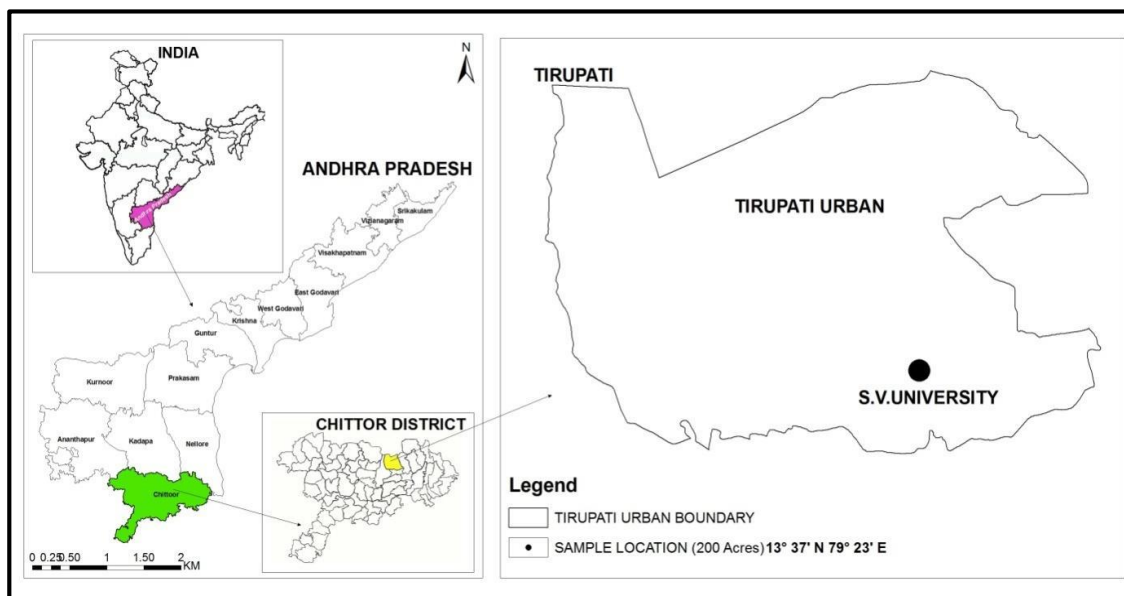 INDIA
N
ANDHRA PRADESH
Srikakulam
Vizianagaram
Visakhapatnam
East Godavari
West Godavari
Krishna
Guntur
Prakasam
Kurnoor
Ananthapur
Kadapa
Nellore
Chittoor
CHITTOR DISTRICT
0 0.25 0.50 1 1.50 2
KM
TIRUPATI
TIRUPATI URBAN
S.V.UNIVERSITY
Legend
TIRUPATI URBAN BOUNDARY
SAMPLE LOCATION (200 Acres) 13° 37' N 79° 23' E